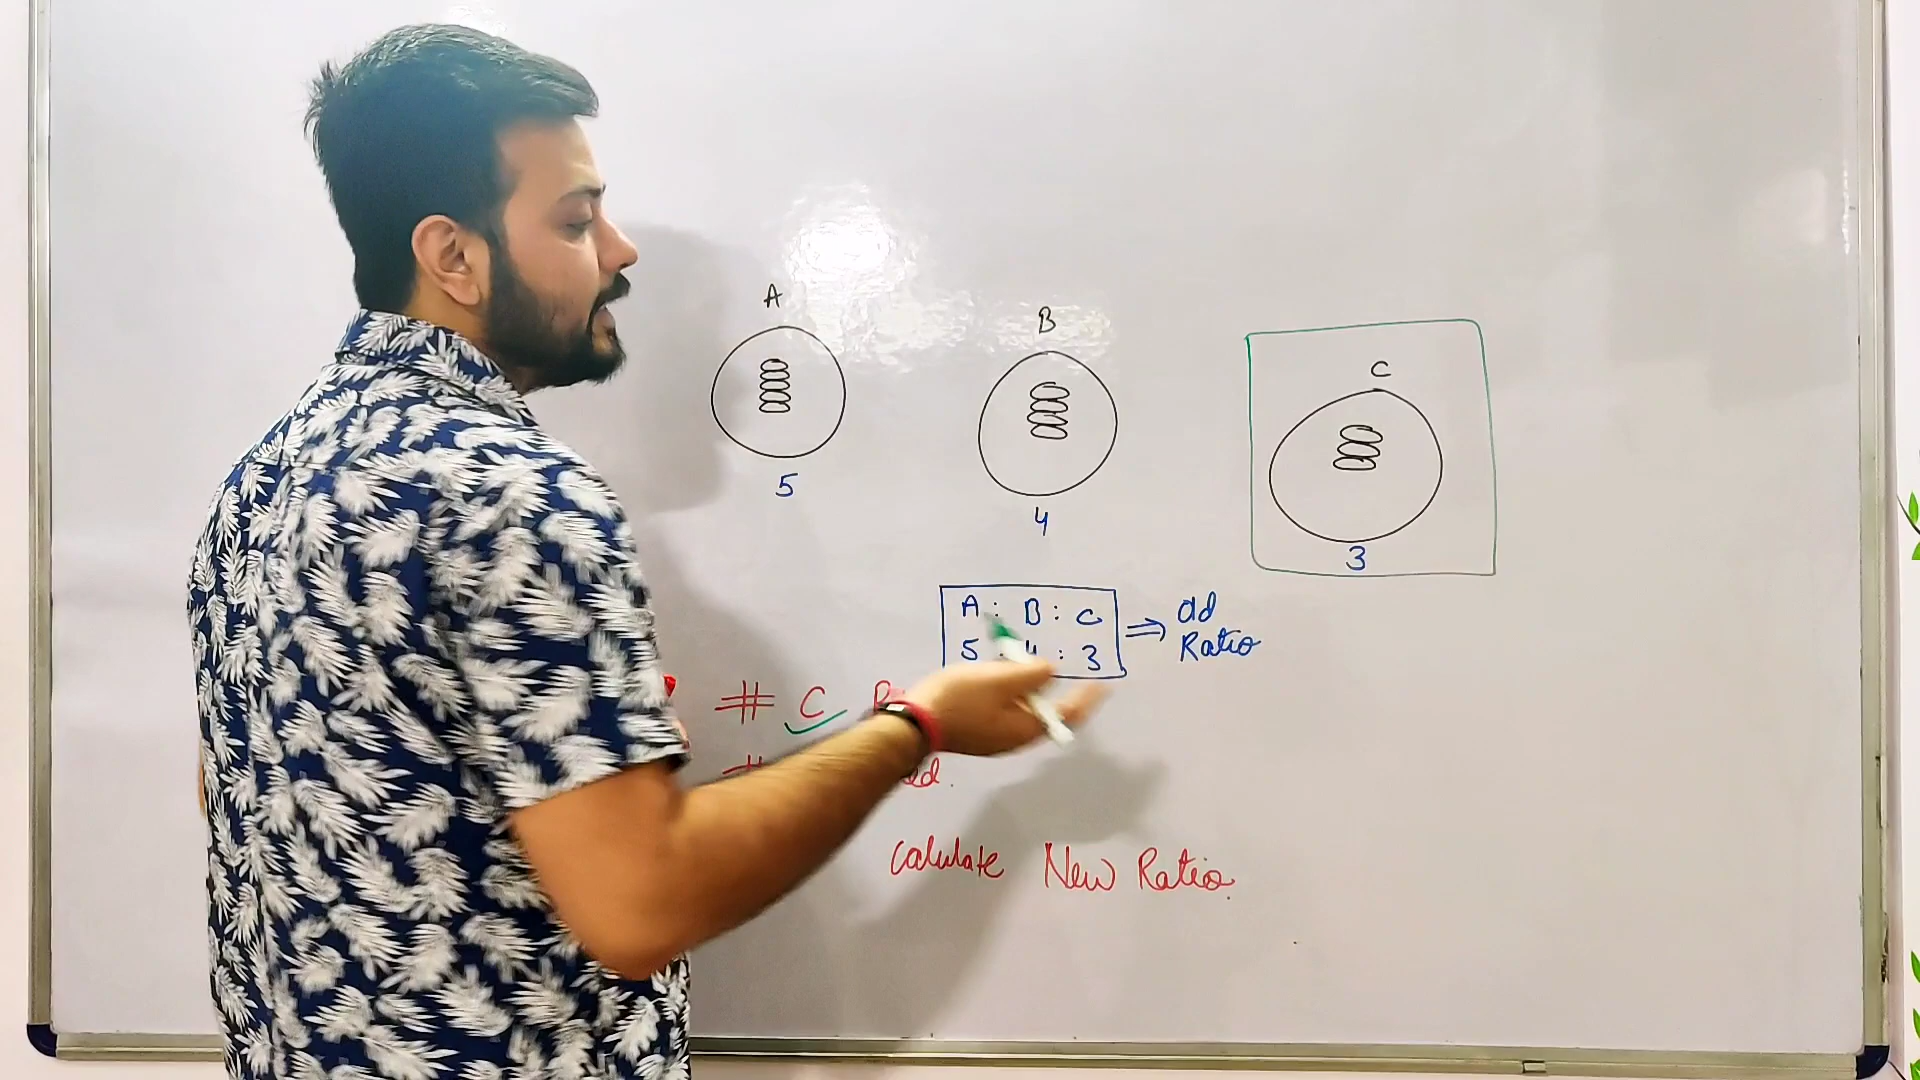 A
B
C
5
4
3
A : B : C
5 : 4 : 3
⇒ Old
Ratio
# C
#
Calulate New Ratio.